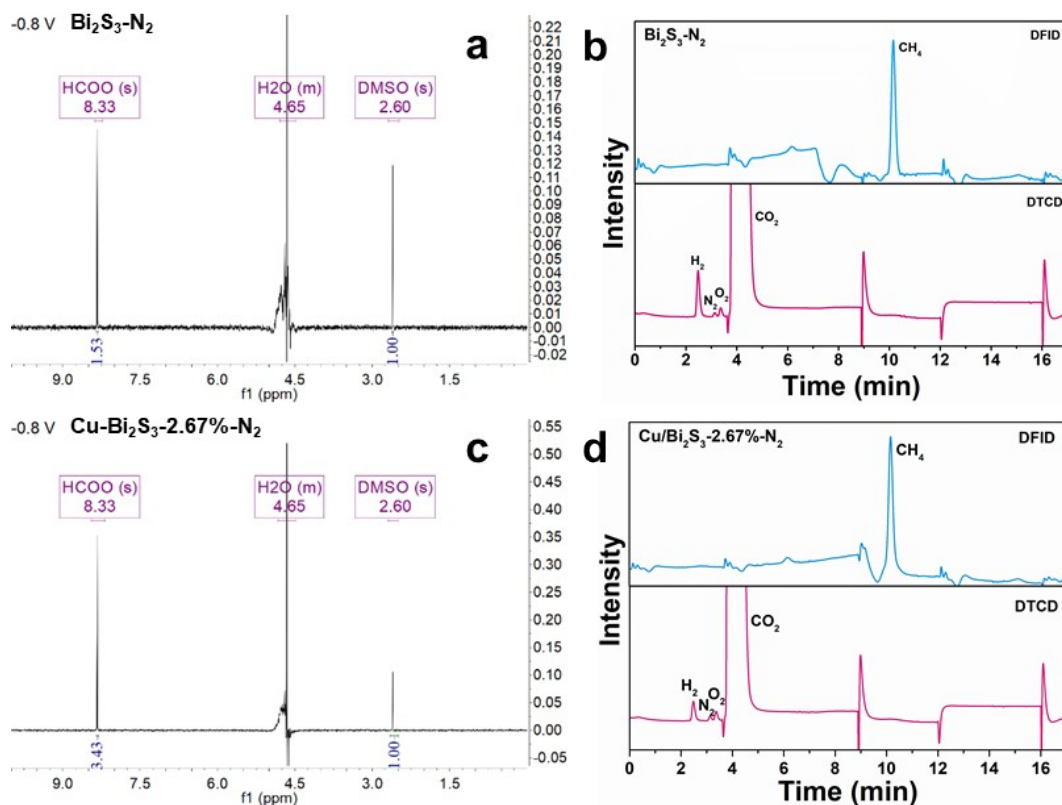 -0.8 V Bi₂S₃-N₂
a
HCOO (s)
8.33
H2O (m)
4.65
DMSO (s)
2.60
0.22
0.21
0.20
0.19
0.18
0.17
0.16
0.15
0.14
0.13
0.12
0.11
0.10
0.09
0.08
0.07
0.06
0.05
0.04
0.03
0.02
0.01
0.00
-0.01
-0.02
1.53
1.00
9.0 7.5 6.0 4.5 3.0 1.5
f1 (ppm)
b
Bi₂S₃-N₂
DFID
CH₄
DTCD
CO₂
H₂
N₂
O₂
Intensity
0 2 4 6 8 10 12 14 16
Time (min)
-0.8 V Cu-Bi₂S₃-2.67%-N₂
c
HCOO (s)
8.33
H2O (m)
4.65
DMSO (s)
2.60
0.55
0.50
0.45
0.40
0.35
0.30
0.25
0.20
0.15
0.10
0.05
0.00
-0.05
3.43
1.00
9.0 7.5 6.0 4.5 3.0 1.5
f1 (ppm)
d
Cu/Bi₂S₃-2.67%-N₂
DFID
CH₄
DTCD
CO₂
H₂
N₂
O₂
Intensity
0 2 4 6 8 10 12 14 16
Time (min)